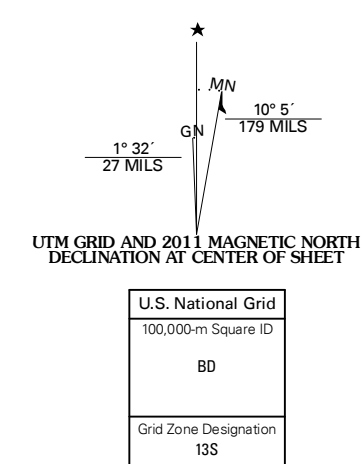 MN
GN
10° 5´
179 MILS
1° 32´
27 MILS
UTM GRID AND 2011 MAGNETIC NORTH
DECLINATION AT CENTER OF SHEET
U.S. National Grid
100,000-m Square ID
BD
Grid Zone Designation
13S